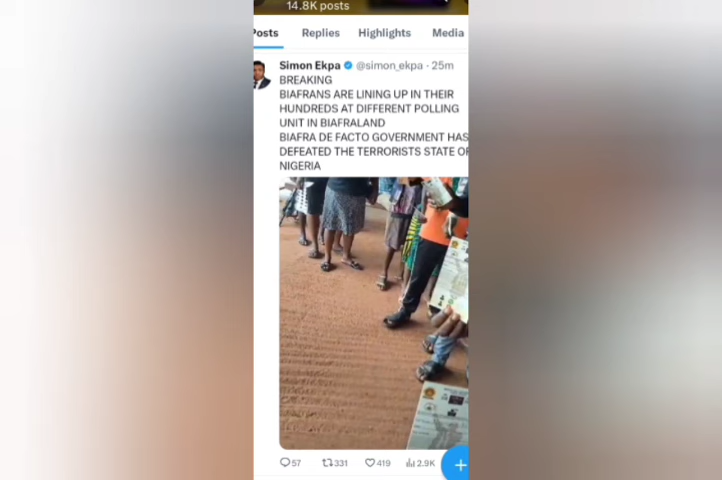 14.8K posts
Posts Replies Highlights Media
Simon Ekpa @simon_ekpa · 25m
BREAKING
BIAFRANS ARE LINING UP IN THEIR
HUNDREDS AT DIFFERENT POLLING
UNIT IN BIAFRALAND
BIAFRA DE FACTO GOVERNMENT HAS
DEFEATED THE TERRORISTS STATE OF
NIGERIA
57 331 419 2.9K